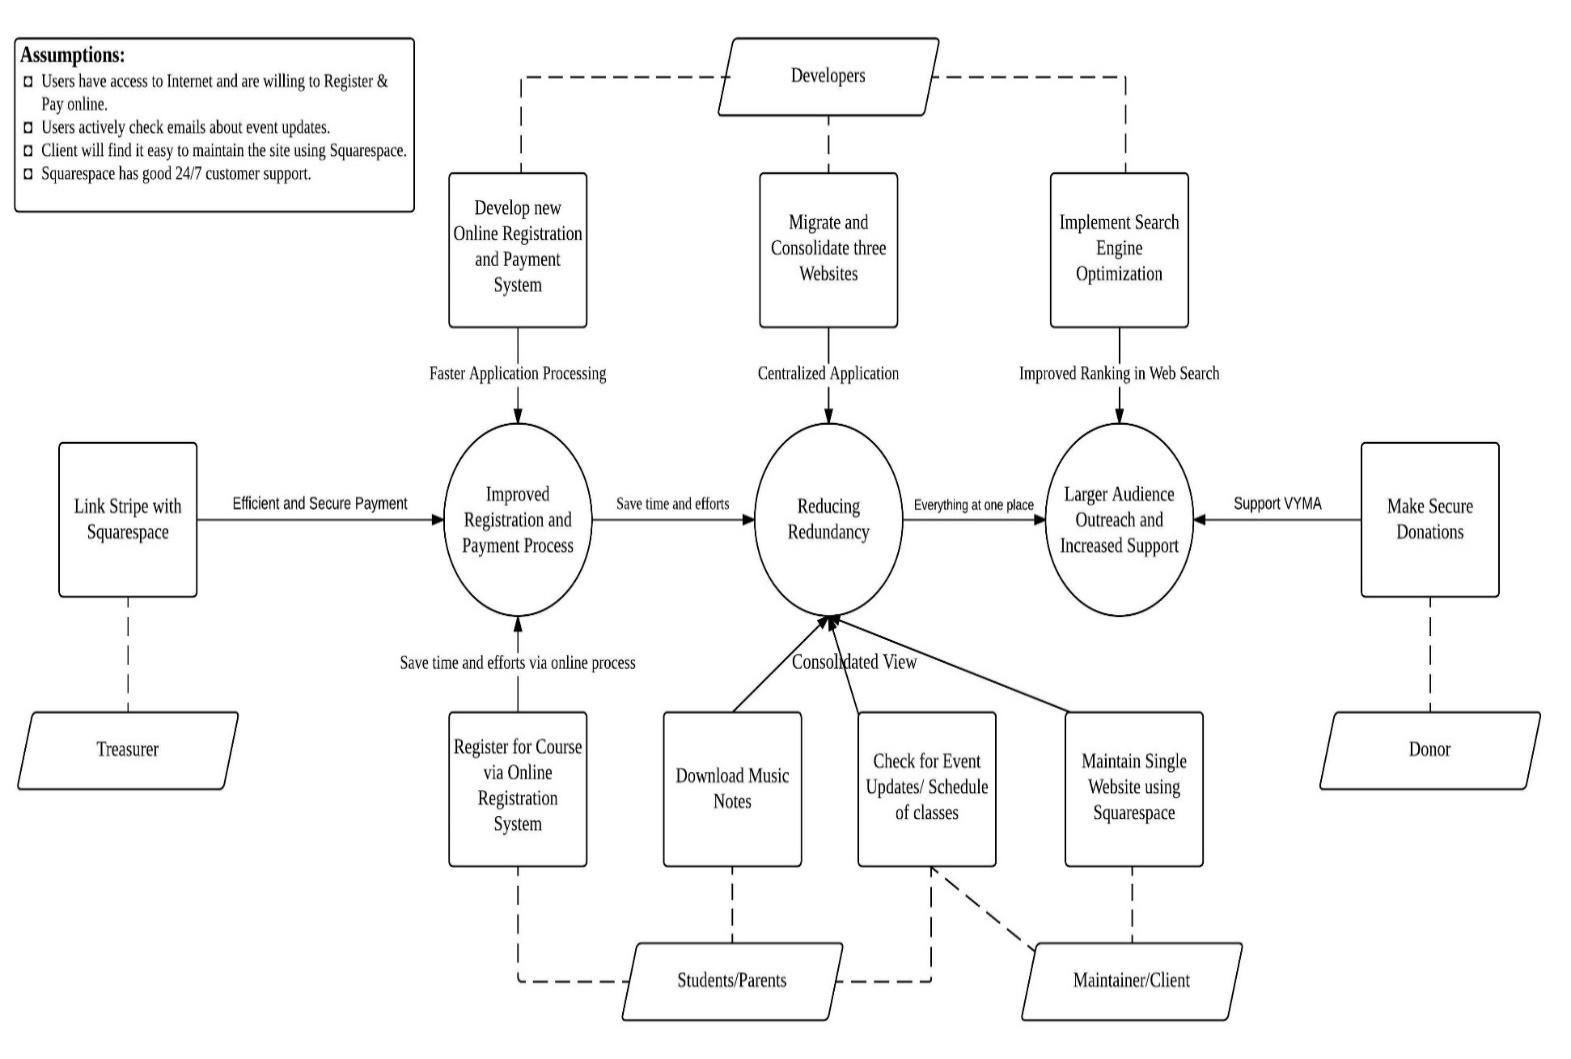 Assumptions:
Users have access to Internet and are willing to Register &
Pay online.
Users actively check emails about event updates.
Client will find it easy to maintain the site using Squarespace.
Squarespace has good 24/7 customer support.
Developers
Develop new
Online Registration
and Payment
System
Migrate and
Consolidate three
Websites
Implement Search
Engine
Optimization
Faster Application Processing
Centralized Application
Improved Ranking in Web Search
Link Stripe with
Squarespace
Efficient and Secure Payment
Improved
Registration and
Payment Process
Save time and efforts
Reducing
Redundancy
Everything at one place
Larger Audience
Outreach and
Increased Support
Support VYMA
Make Secure
Donations
Save time and efforts via online process
Consolidated View
Treasurer
Register for Course
via Online
Registration
System
Download Music
Notes
Check for Event
Updates/ Schedule
of classes
Maintain Single
Website using
Squarespace
Donor
Students/Parents
Maintainer/Client